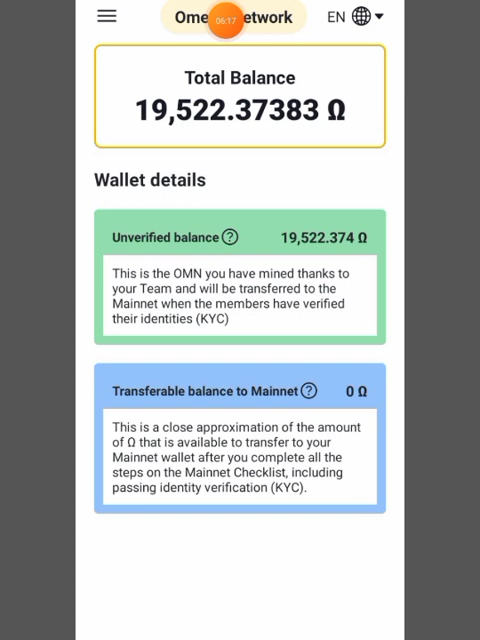 Ome etwork
06:17
EN
Total Balance
19,522.37383 Ω
Wallet details
Unverified balance ? 19,522.374 Ω
This is the OMN you have mined thanks to
your Team and will be transferred to the
Mainnet when the members have verified
their identities (KYC)
Transferable balance to Mainnet ? 0 Ω
This is a close approximation of the amount
of Ω that is available to transfer to your
Mainnet wallet after you complete all the
steps on the Mainnet Checklist, including
passing identity verification (KYC).